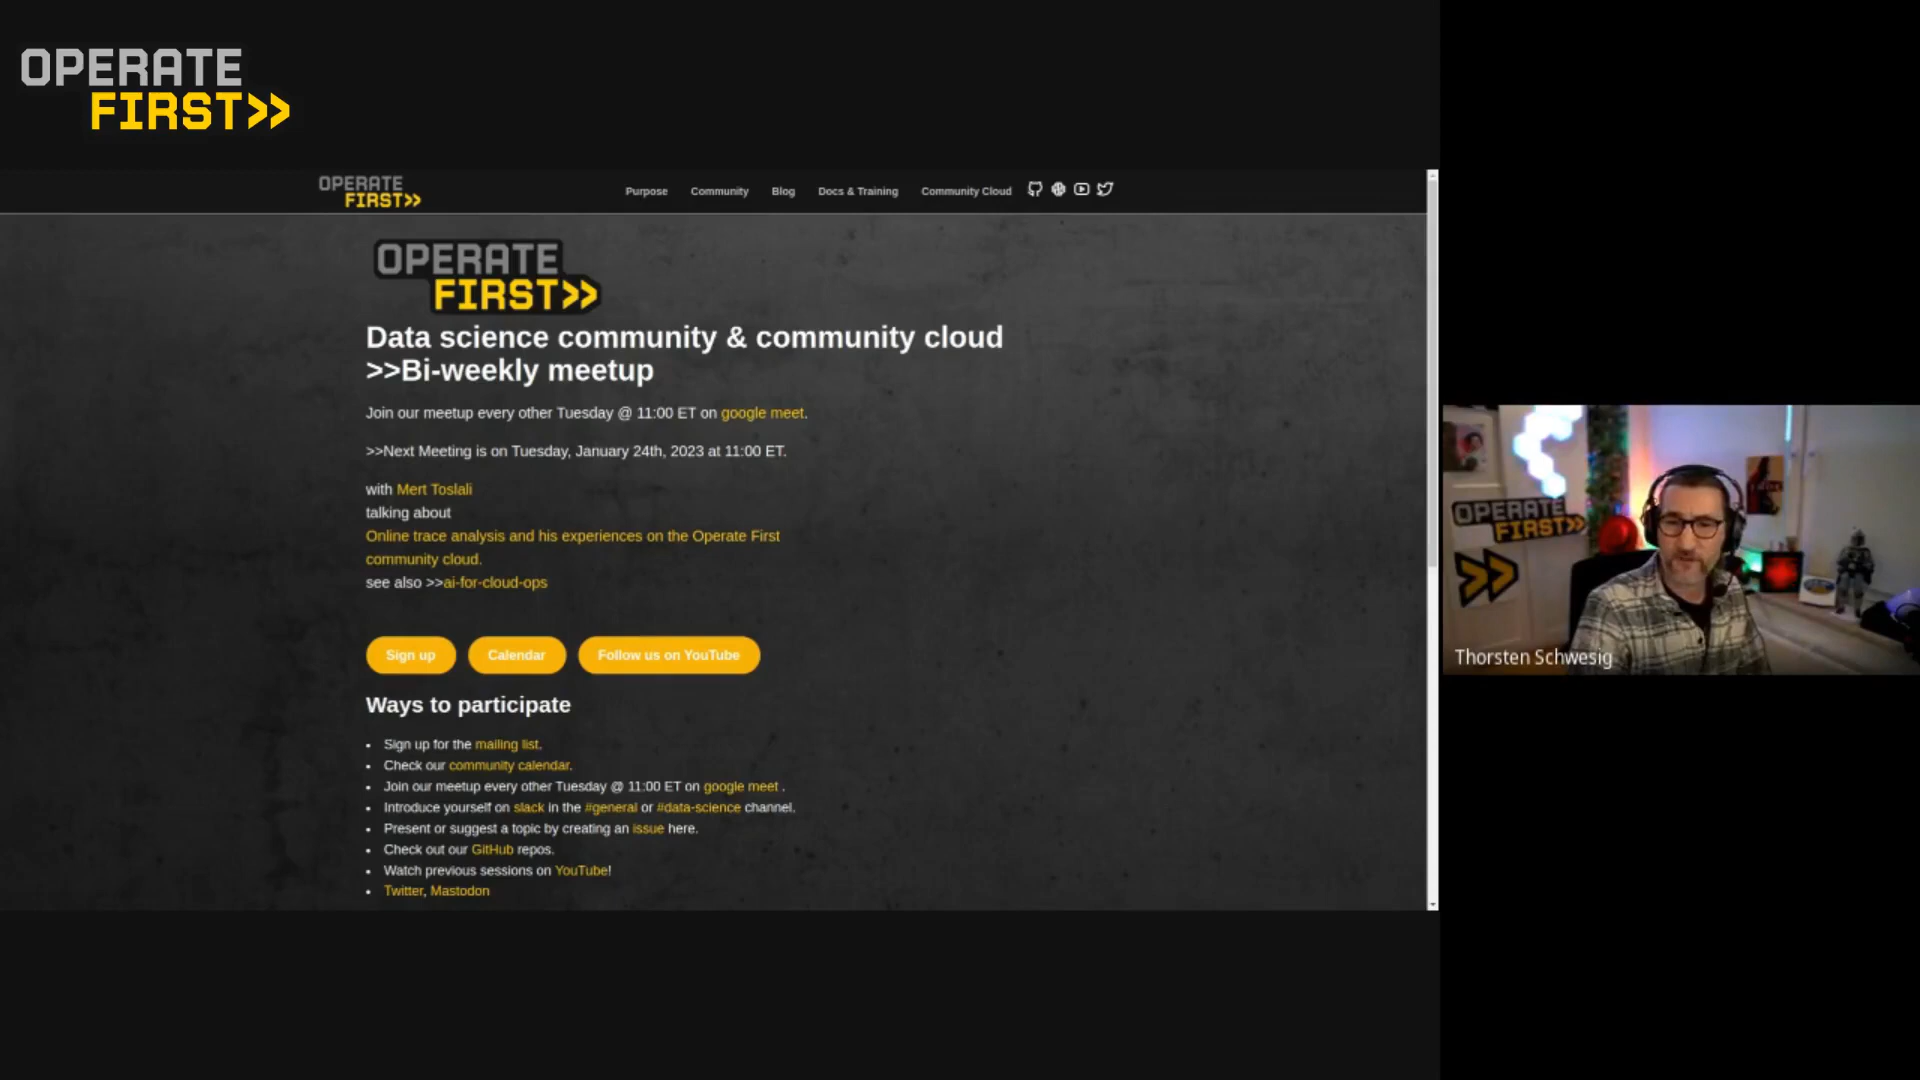 OPERATE
FIRST>>
OPERATE
FIRST>>
Purpose
Community
Blog
Docs & Training
Community Cloud
OPERATE
FIRST>>
Data science community & community cloud
>>Bi-weekly meetup
Join our meetup every other Tuesday @ 11:00 ET on google meet.
>>Next Meeting is on Tuesday, January 24th, 2023 at 11:00 ET.
with Mert Toslali
talking about
Online trace analysis and his experiences on the Operate First
community cloud.
see also >>ai-for-cloud-ops
Sign up
Calendar
Follow us on YouTube
Ways to participate
• Sign up for the mailing list.
• Check our community calendar.
• Join our meetup every other Tuesday @ 11:00 ET on google meet .
• Introduce yourself on slack in the #general or #data-science channel.
• Present or suggest a topic by creating an issue here.
• Check out our GitHub repos.
• Watch previous sessions on YouTube!
• Twitter, Mastodon
OPERATE
FIRST>>
>>
Thorsten Schwesig